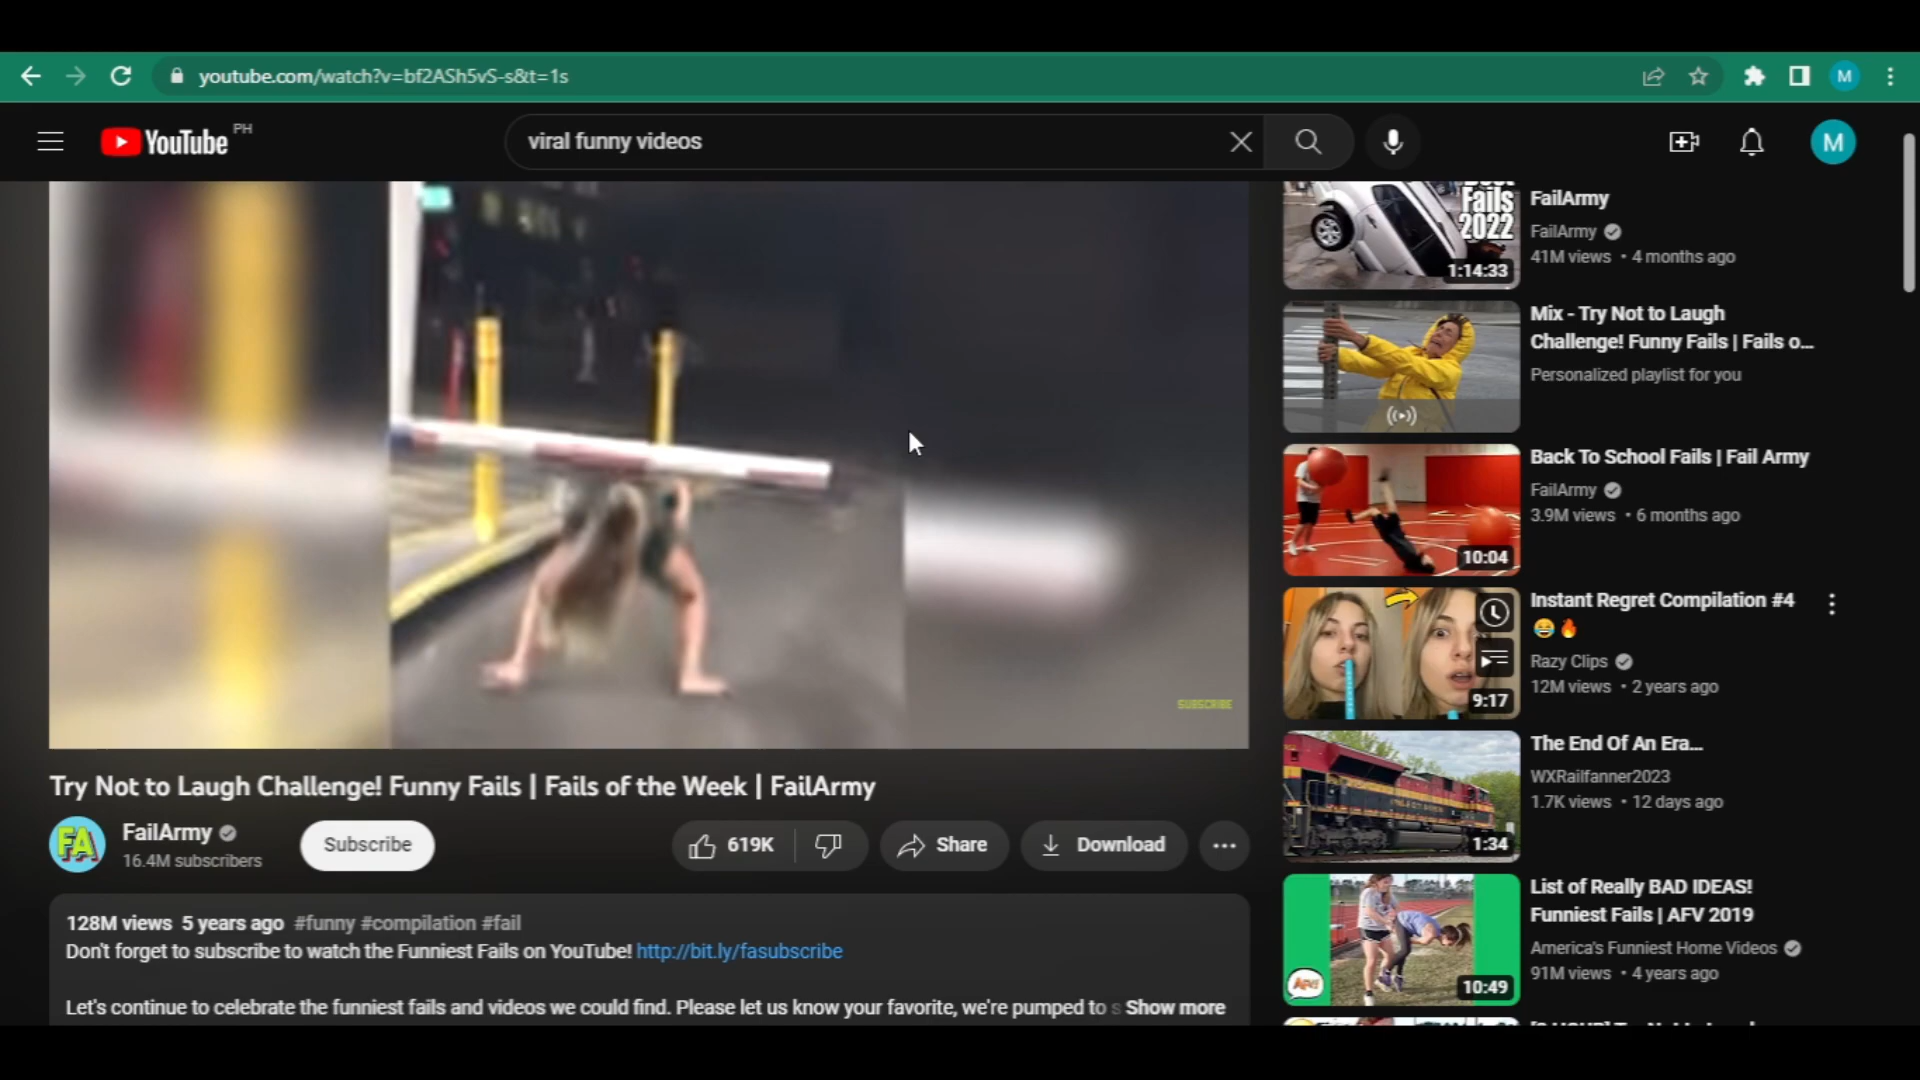 youtube.com/watch?v=bf2ASh5vS-s&t=1s
M
YouTube PH
viral funny videos
M
SUBSCRIBE
Try Not to Laugh Challenge! Funny Fails | Fails of the Week | FailArmy
FA
FailArmy
16.4M subscribers
Subscribe
619K
Share
Download
128M views 5 years ago #funny #compilation #fail
Don't forget to subscribe to watch the Funniest Fails on YouTube! http://bit.ly/fasubscribe
Let's continue to celebrate the funniest fails and videos we could find. Please let us know your favorite, we're pumped to s Show more
Fails
2022
1:14:33
FailArmy
FailArmy
41M views • 4 months ago
Mix - Try Not to Laugh
Challenge! Funny Fails | Fails o...
Personalized playlist for you
10:04
Back To School Fails | Fail Army
FailArmy
3.9M views • 6 months ago
9:17
Instant Regret Compilation #4
😂🔥
Razy Clips
12M views • 2 years ago
1:34
The End Of An Era...
WXRailfanner2023
1.7K views • 12 days ago
AFV
10:49
List of Really BAD IDEAS!
Funniest Fails | AFV 2019
America's Funniest Home Videos
91M views • 4 years ago